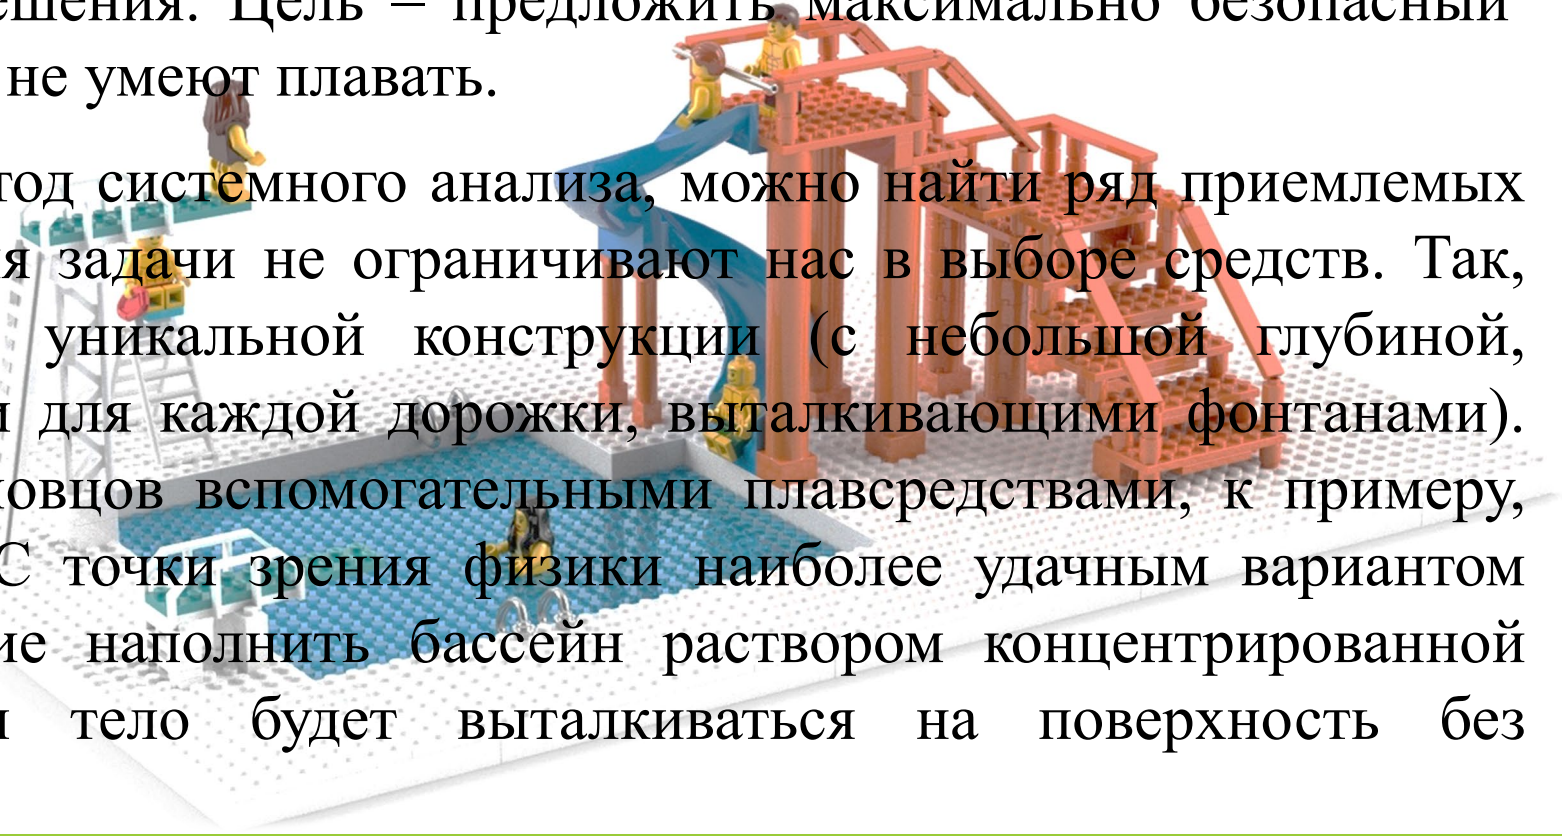 ешения. Цель – предложить максимально безопасный
не умеют плавать.
тод системного анализа, можно найти ряд приемлемых
я задачи не ограничивают нас в выборе средств. Так,
уникальной конструкции (с небольшой глубиной,
и для каждой дорожки, выталкивающими фонтанами).
овцов вспомогательными плавсредствами, к примеру,
С точки зрения физики наиболее удачным вариантом
ие наполнить бассейн раствором концентрированной
тело будет выталкиваться на поверхность без